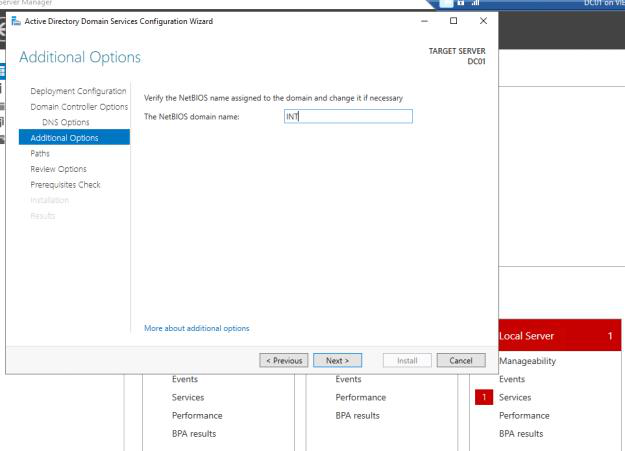 Server Manager
DC01 on VIE
Active Directory Domain Services Configuration Wizard
Additional Options
TARGET SERVER
DC01
Deployment Configuration
Domain Controller Options
DNS Options
Additional Options
Paths
Review Options
Prerequisites Check
Installation
Results
Verify the NetBIOS name assigned to the domain and change it if necessary
The NetBIOS domain name:
INT
More about additional options
< Previous
Next >
Install
Cancel
Local Server 1
Manageability
Events
Events
Events
Services
Performance
1 Services
Performance
BPA results
Performance
BPA results
BPA results